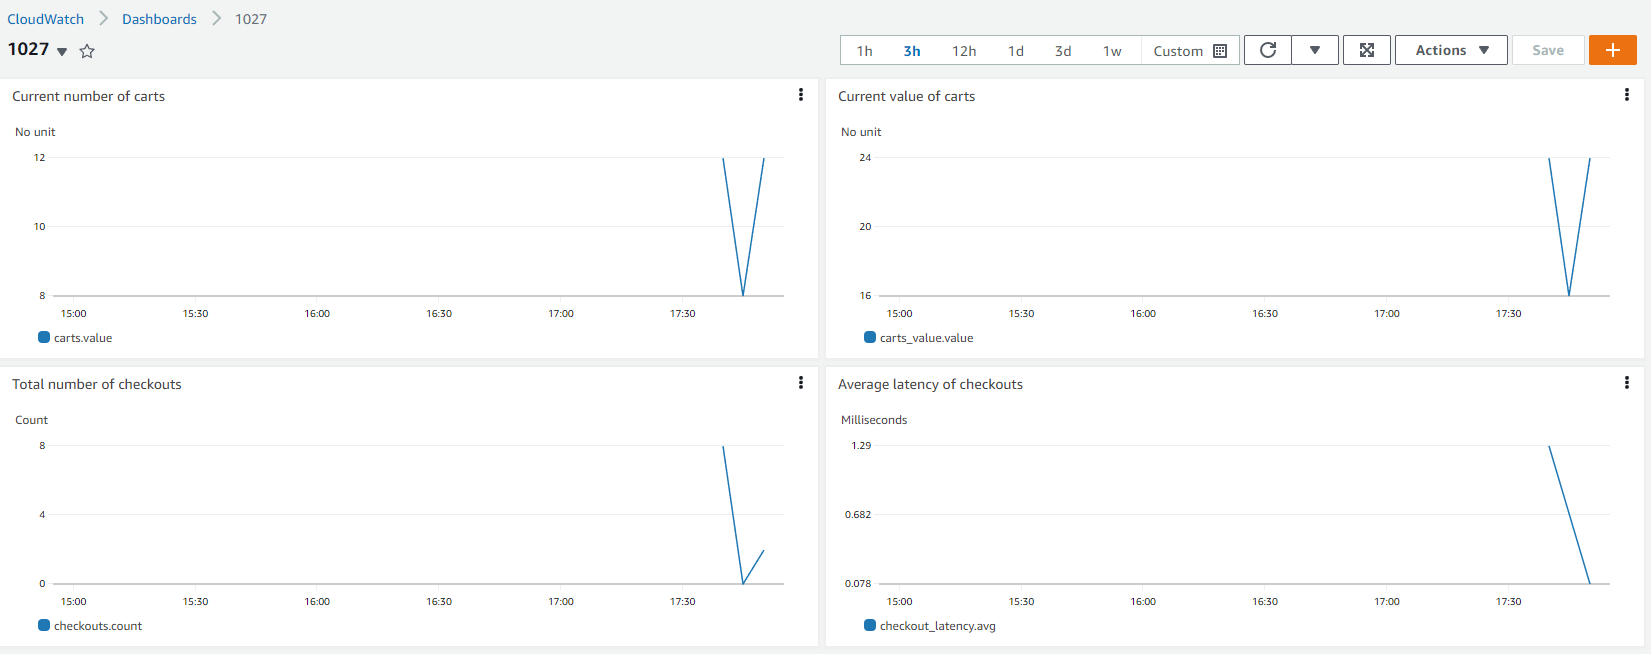 CloudWatch > Dashboards > 1027
1027
1h 3h 12h 1d 3d 1w Custom Actions Save +
Current number of carts
No unit
12
10
8
15:00 15:30 16:00 16:30 17:00 17:30
carts.value
Current value of carts
No unit
24
20
16
15:00 15:30 16:00 16:30 17:00 17:30
carts_value.value
Total number of checkouts
Count
8
4
0
15:00 15:30 16:00 16:30 17:00 17:30
checkouts.count
Average latency of checkouts
Milliseconds
1.29
0.682
0.078
15:00 15:30 16:00 16:30 17:00 17:30
checkout_latency.avg